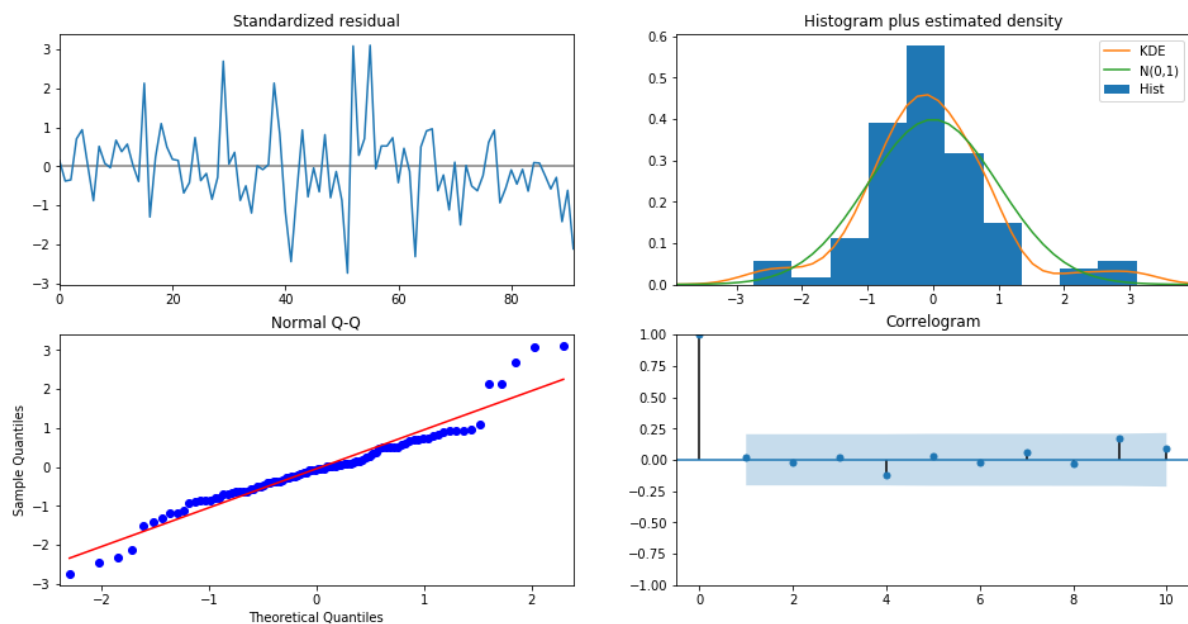 Standardized residual
3
2
1
0
−1
−2
−3
0 20 40 60 80
Histogram plus estimated density
0.6
0.5
0.4
0.3
0.2
0.1
0.0
−3 −2 −1 0 1 2 3
KDE
N(0,1)
Hist
Normal Q-Q
Sample Quantiles
3
2
1
0
−1
−2
−3
−2 −1 0 1 2
Theoretical Quantiles
Correlogram
1.00
0.75
0.50
0.25
0.00
−0.25
−0.50
−0.75
−1.00
0 2 4 6 8 10